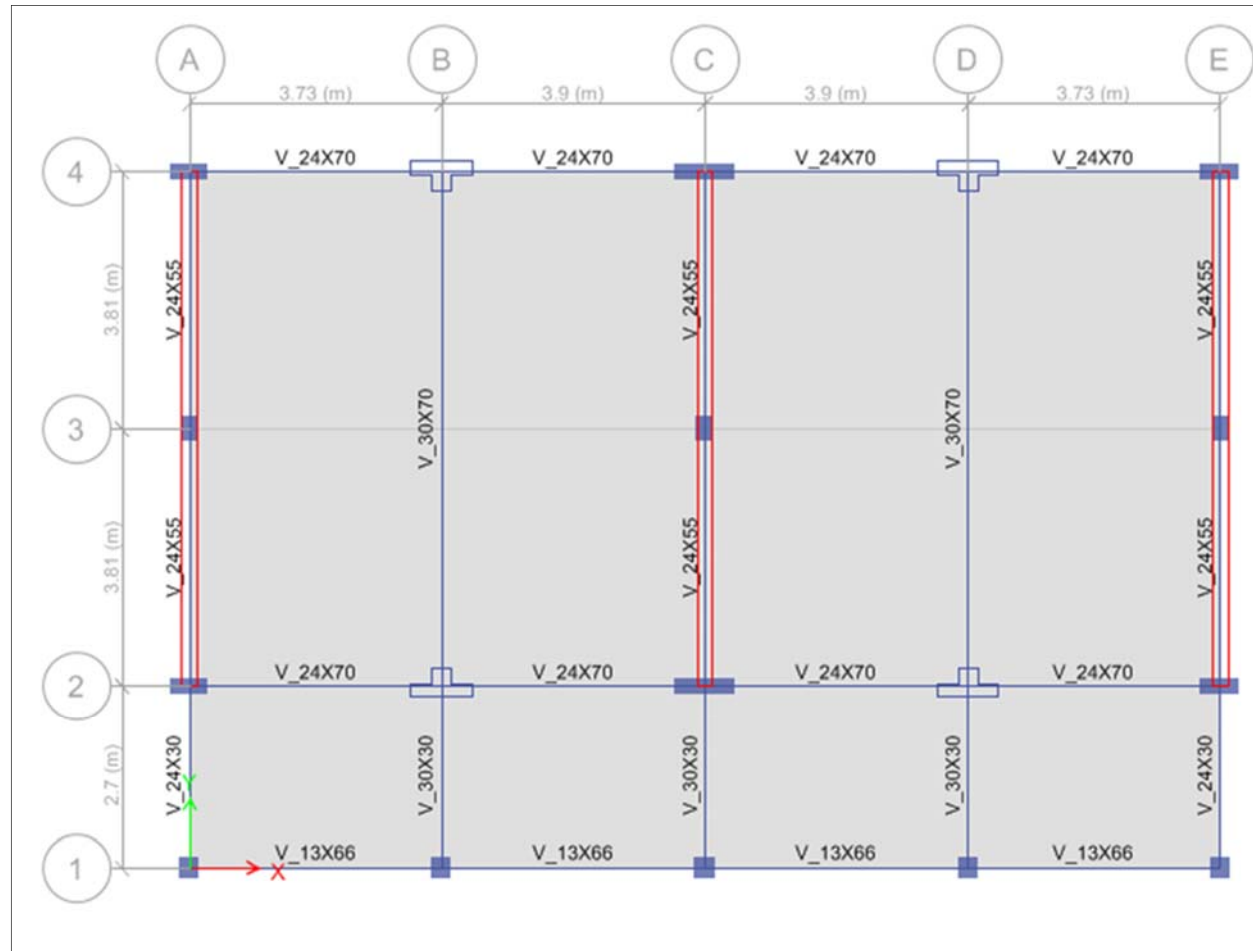 A B C D E
3.73 (m) 3.9 (m) 3.9 (m) 3.73 (m)
4
V_24X70 V_24X70 V_24X70 V_24X70
3.81 (m)
V_24X55 V_24X55 V_24X55
3
V_30X70 V_30X70
3.81 (m)
V_24X55 V_24X55 V_24X55
V_24X70 V_24X70 V_24X70 V_24X70
2
2.7 (m)
V_24X30 V_30X30 V_30X30 V_30X30 V_24X30
Y
V_13X66 V_13X66 V_13X66 V_13X66
1
X